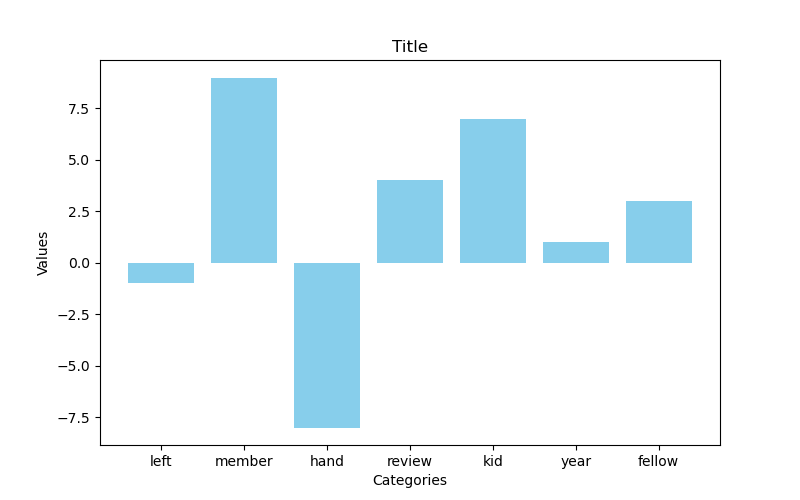 Title
7.5
5.0
2.5
0.0
−2.5
−5.0
−7.5
Values
left member hand review kid year fellow
Categories